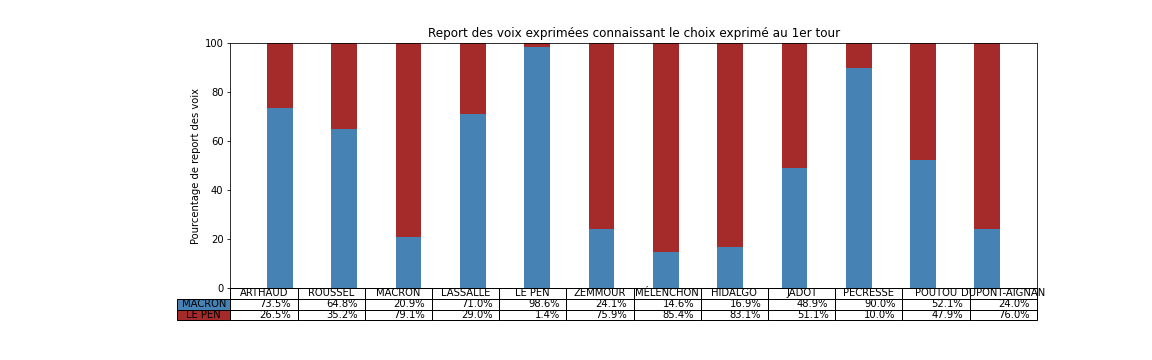 Report des voix exprimées connaissant le choix exprimé au 1er tour
Pourcentage de report des voix
100
80
60
40
20
0
ARTHAUD ROUSSEL MACRON LASSALLE LE PEN ZEMMOUR MÉLENCHON HIDALGO JADOT PECRESSE POUTOU DUPONT-AIGNAN
MACRON 73.5% 64.8% 20.9% 71.0% 98.6% 24.1% 14.6% 16.9% 48.9% 90.0% 52.1% 24.0%
LE PEN 26.5% 35.2% 79.1% 29.0% 1.4% 75.9% 85.4% 83.1% 51.1% 10.0% 47.9% 76.0%